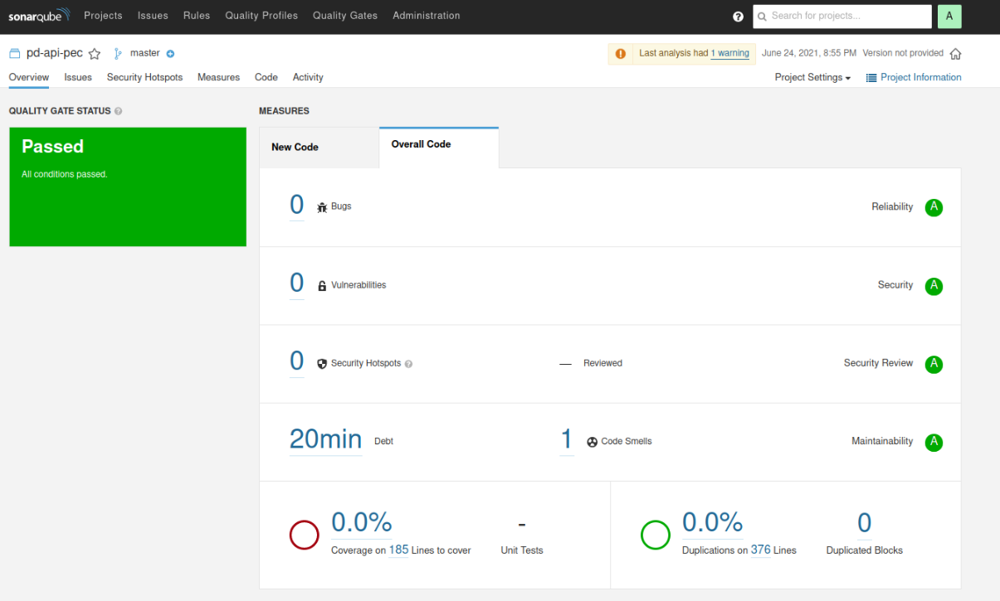 sonarqube Projects Issues Rules Quality Profiles Quality Gates Administration ? Search for projects... A
pd-api-pec master Last analysis had 1 warning June 24, 2021, 8:55 PM Version not provided
Overview Issues Security Hotspots Measures Code Activity Project Settings Project Information
QUALITY GATE STATUS ?
Passed
All conditions passed.
MEASURES
New Code
Overall Code
0 Bugs Reliability A
0 Vulnerabilities Security A
0 Security Hotspots ? — Reviewed Security Review A
20min Debt 1 Code Smells Maintainability A
0.0% -
Coverage on 185 Lines to cover Unit Tests
0.0% 0
Duplications on 376 Lines Duplicated Blocks